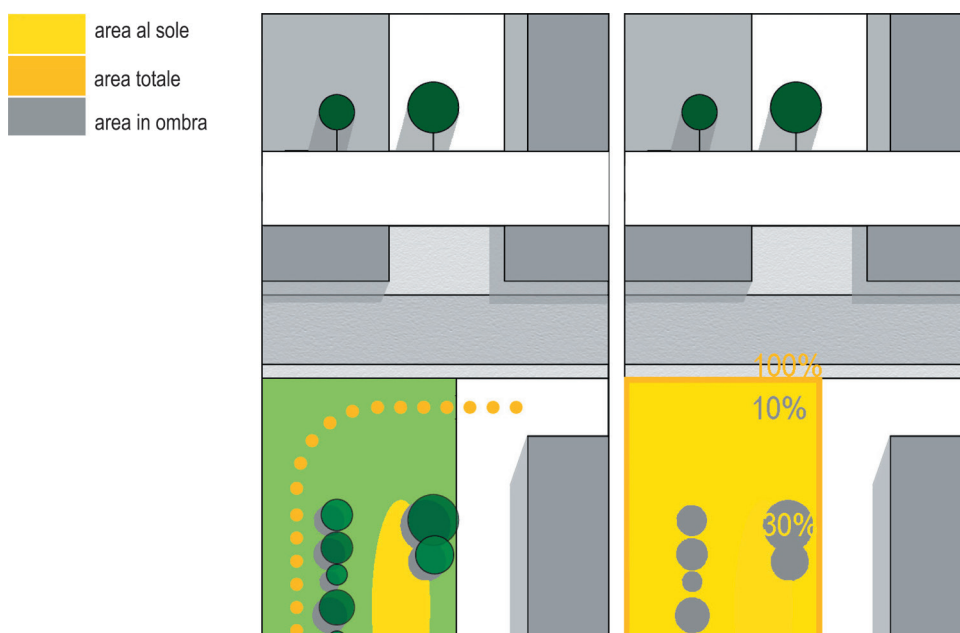 area al sole
area totale
area in ombra
100%
10%
30%